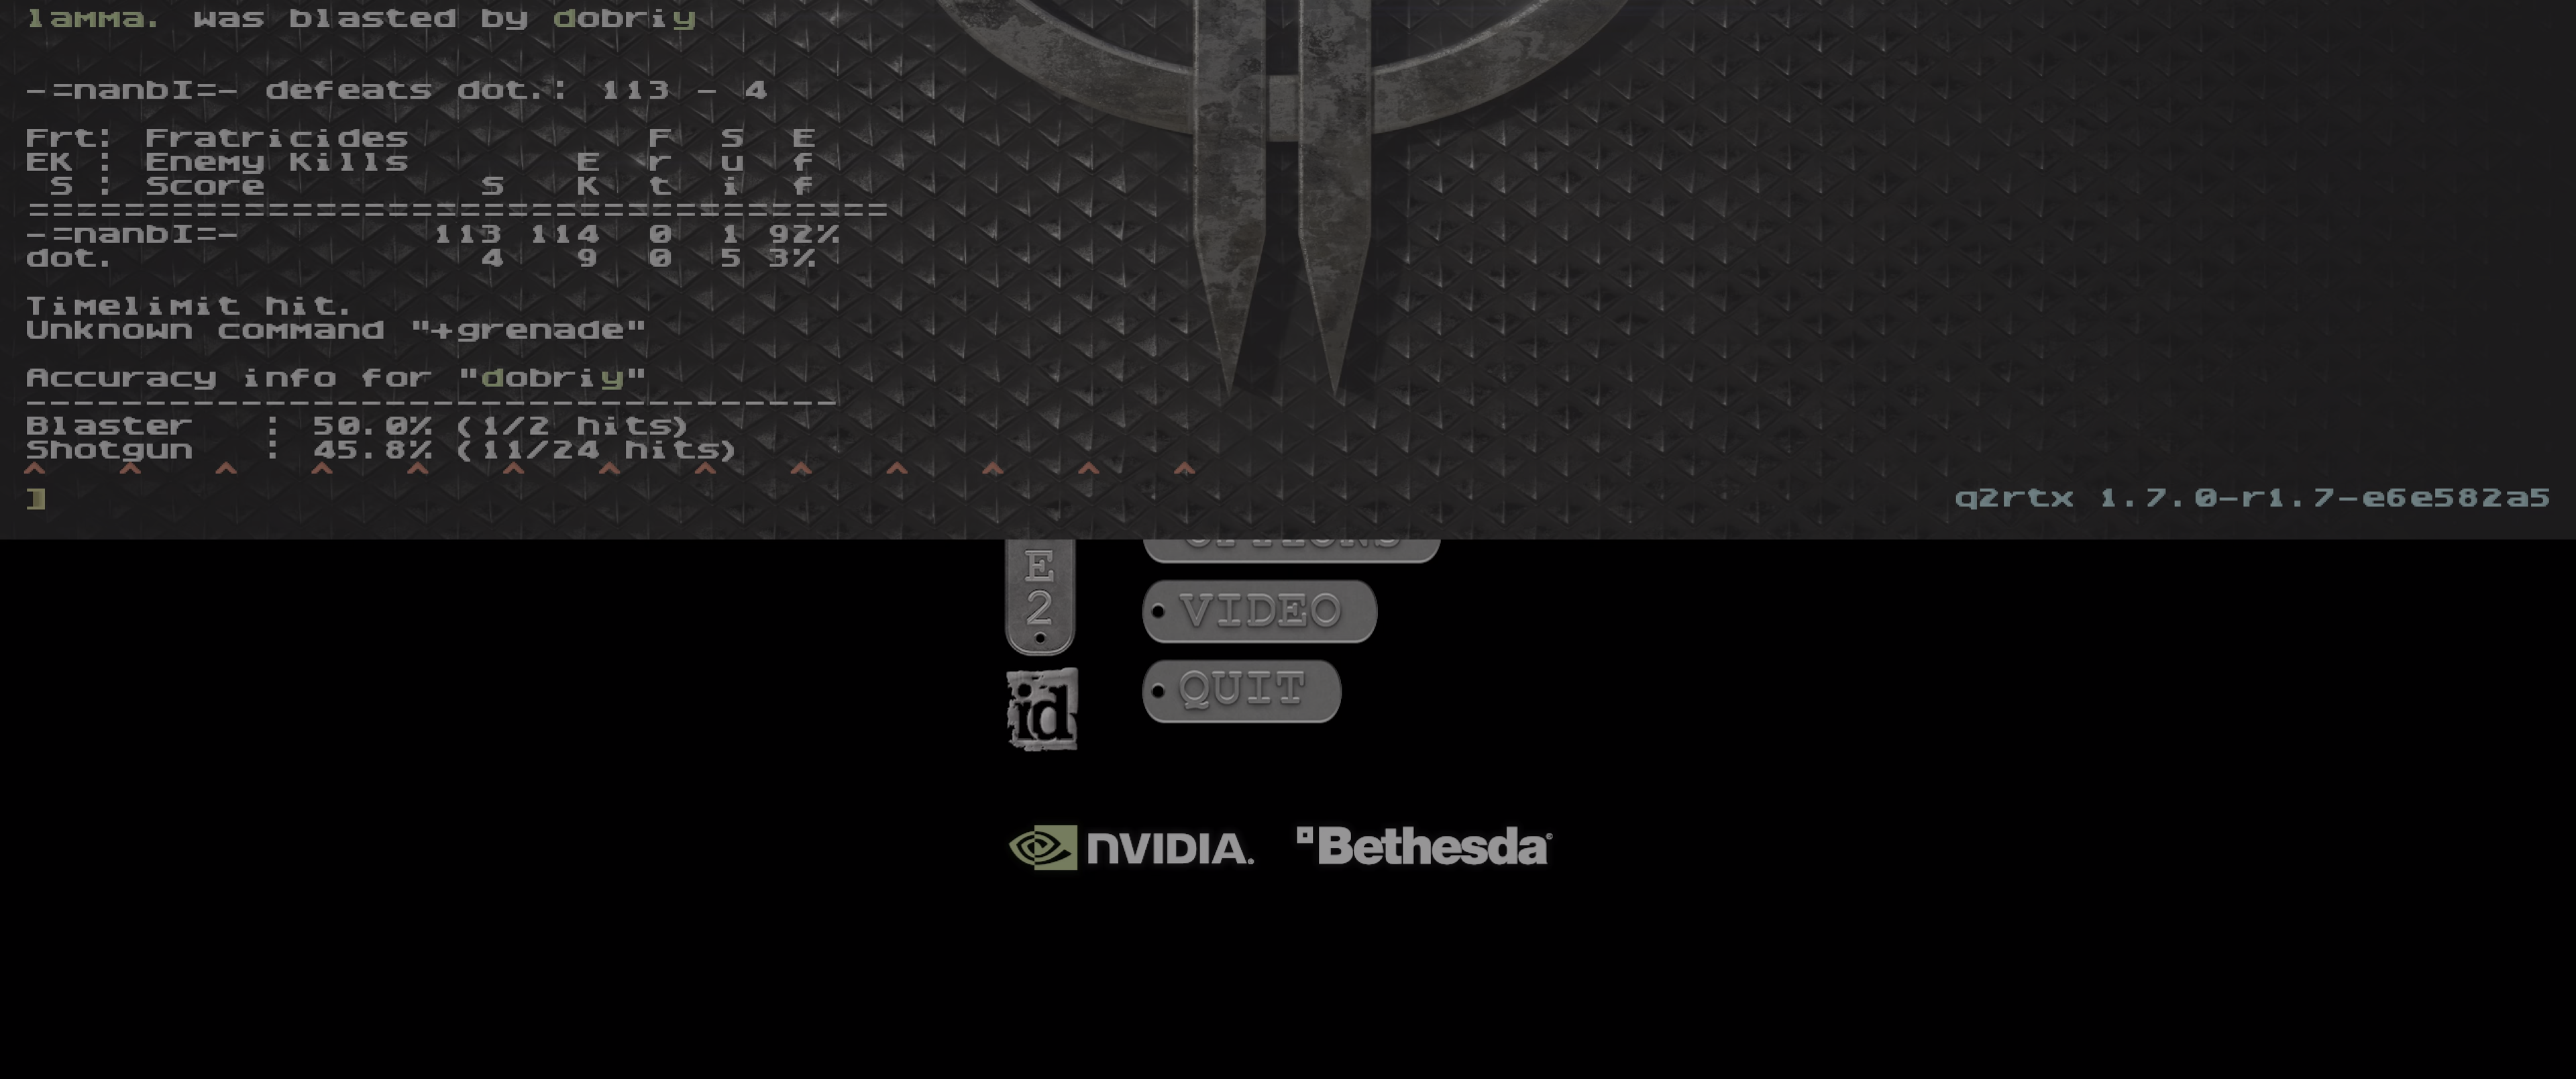 lamma. was blasted by dobriy
-=nanbI=- defeats dot.: 113 - 4
Frt: Fratricides F S E
EK : Enemy Kills E r u f
S : Score S K t i f
====================================
-=nanbI=- 113 114 0 1 92%
dot. 4 9 0 5 3%
Timelimit hit.
Unknown command "+grenade"
Accuracy info for "dobriy"
----------------------------------
Blaster : 50.0% (1/2 hits)
Shotgun : 45.8% (11/24 hits)
^ ^ ^ ^ ^ ^ ^ ^ ^ ^ ^ ^ ^
]
q2rtx 1.7.0-r1.7-e6e582a5
OPTIONS
E
2
VIDEO
QUIT
id
NVIDIA.
Bethesda®